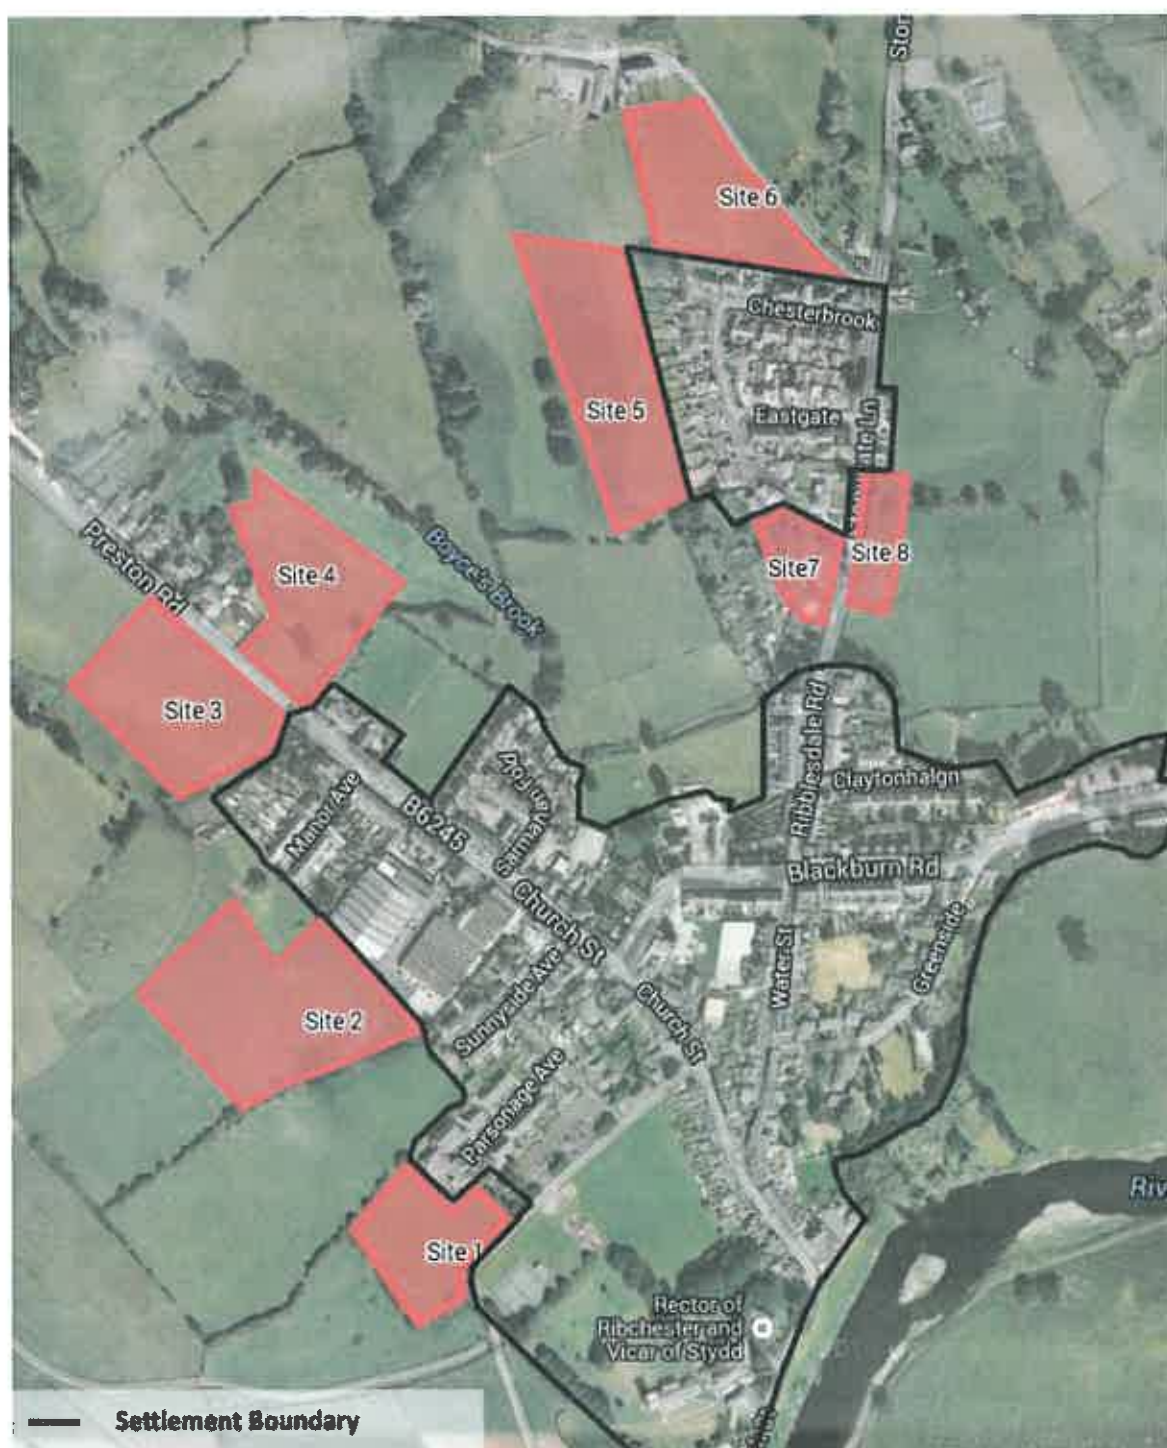 Site 6
Chesterbrook
Site 5
Eastgate
ate Ln
Preston Rd
Site 4
Boyce's Brook
Site7
Site 8
Site 3
Ribblesdale Rd
Manor Ave
B6245
Church St
Blackburn Rd
Greenside
Water St
Sunnyside Ave
Church St
Site 2
Parsonage Ave
Riv
Site 1
Rector of
Ribchester and
Vicar of Stydd
Settlement Boundary